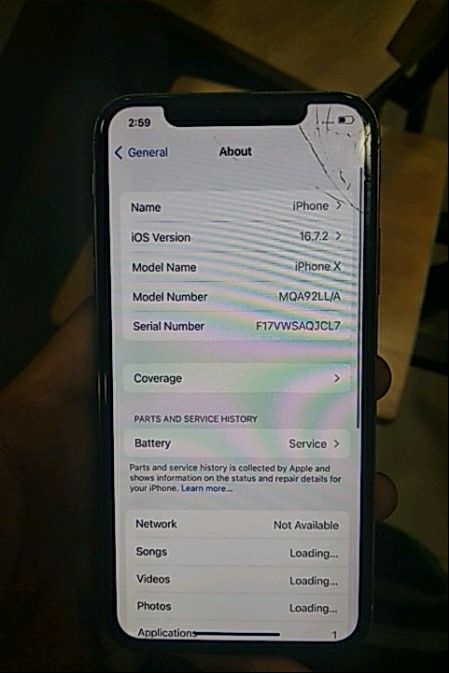 2:59
General
About
Name iPhone
iOS Version 16.7.2
Model Name iPhone X
Model Number MQA92LL/A
Serial Number F17VWSAQJCL7
Coverage
PARTS AND SERVICE HISTORY
Battery Service
Parts and service history is collected by Apple and
shows information on the status and repair details for
your iPhone. Learn more...
Network Not Available
Songs Loading...
Videos Loading...
Photos Loading...
Applications 1